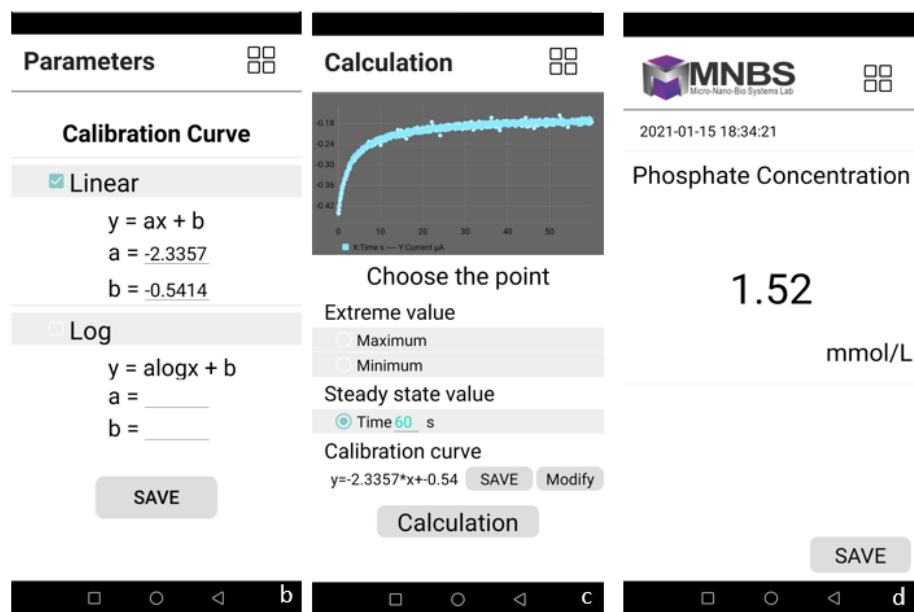 Parameters
Calibration Curve
Linear
y = ax + b
a = -2.3357
b = -0.5414
Log
y = alogx + b
a =
b =
SAVE
b
Calculation
-0.18
-0.24
-0.30
-0.36
-0.42
0 10 20 30 40 50
X:Time s — Y:Current μA
Choose the point
Extreme value
Maximum
Minimum
Steady state value
Time 60 s
Calibration curve
y=-2.3357*x+-0.54 SAVE Modify
Calculation
c
MNBS
Micro-Nano-Bio Systems Lab
2021-01-15 18:34:21
Phosphate Concentration
1.52
mmol/L
SAVE
d